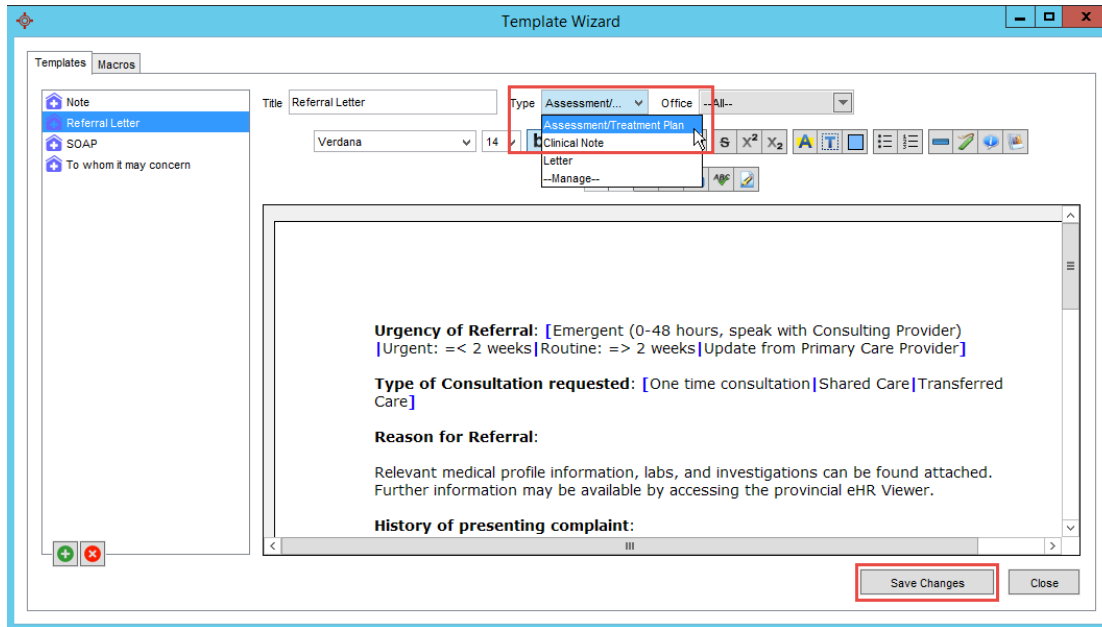 Template Wizard
Templates Macros
Note
Referral Letter
SOAP
To whom it may concern
Title Referral Letter Type Assessment/... Office --All--
Assessment/Treatment Plan
Clinical Note
Letter
--Manage--
Verdana 14 b S X² X₂ A T
ABC
Urgency of Referral: [Emergent (0-48 hours, speak with Consulting Provider)
|Urgent: =< 2 weeks|Routine: => 2 weeks|Update from Primary Care Provider]
Type of Consultation requested: [One time consultation|Shared Care|Transferred
Care]
Reason for Referral:
Relevant medical profile information, labs, and investigations can be found attached.
Further information may be available by accessing the provincial eHR Viewer.
History of presenting complaint:
Save Changes Close